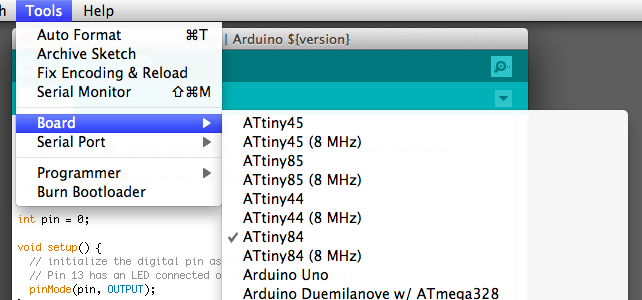 Tools Help
| Arduino ${version}
Auto Format ⌘T
Archive Sketch
Fix Encoding & Reload
Serial Monitor ⇧⌘M
Board
Serial Port
Programmer
Burn Bootloader
ATtiny45
ATtiny45 (8 MHz)
ATtiny85
ATtiny85 (8 MHz)
ATtiny44
ATtiny44 (8 MHz)
✓ ATtiny84
ATtiny84 (8 MHz)
Arduino Uno
Arduino Duemilanove w/ ATmega328
int pin = 0;
void setup() {
// initialize the digital pin as
// Pin 13 has an LED connected o
pinMode(pin, OUTPUT);